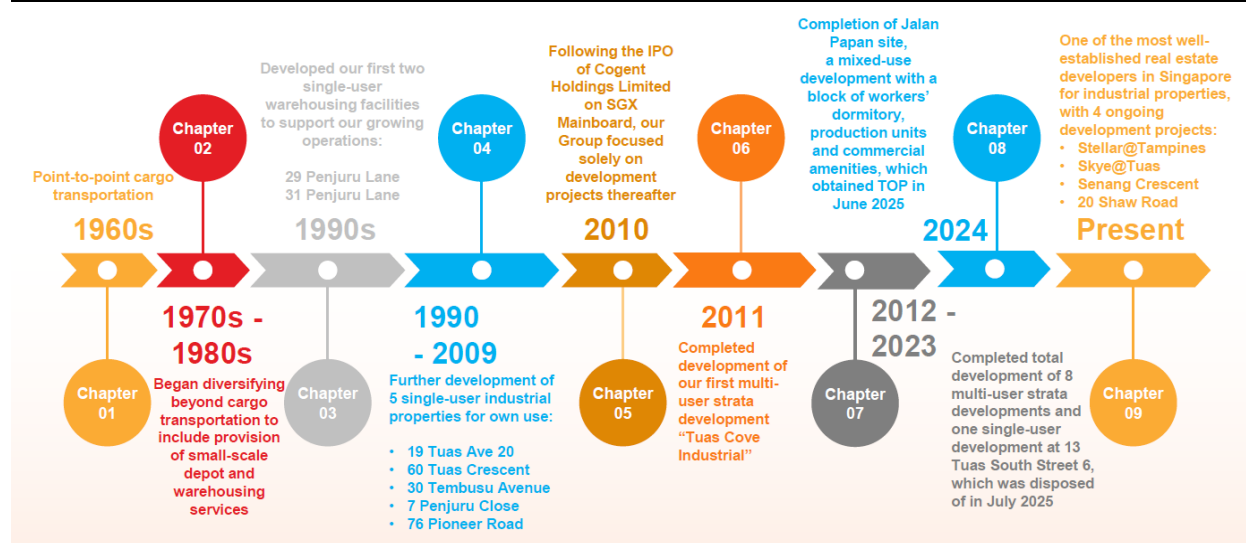 Chapter
01
1960s
Point-to-point cargo
transportation
Chapter
02
1970s -
1980s
Began diversifying
beyond cargo
transportation to
include provision
of small-scale
depot and
warehousing
services
Chapter
03
1990s
Developed our first two
single-user
warehousing facilities
to support our growing
operations:
29 Penjuru Lane
31 Penjuru Lane
Chapter
04
1990
- 2009
Further development of
5 single-user industrial
properties for own use:
• 19 Tuas Ave 20
• 60 Tuas Crescent
• 30 Tembusu Avenue
• 7 Penjuru Close
• 76 Pioneer Road
Chapter
05
2010
Following the IPO
of Cogent
Holdings Limited
on SGX
Mainboard, our
Group focused
solely on
development
projects thereafter
Chapter
06
2011
Completed
development of
our first multi-
user strata
development
“Tuas Cove
Industrial”
Chapter
07
2012 -
2023
Completed total
development of 8
multi-user strata
developments and
one single-user
development at 13
Tuas South Street 6,
which was disposed
of in July 2025
Chapter
08
2024
Completion of Jalan
Papan site,
a mixed-use
development with a
block of workers’
dormitory,
production units
and commercial
amenities, which
obtained TOP in
June 2025
Chapter
09
Present
One of the most well-
established real estate
developers in Singapore
for industrial properties,
with 4 ongoing
development projects:
• Stellar@Tampines
• Skye@Tuas
• Senang Crescent
• 20 Shaw Road